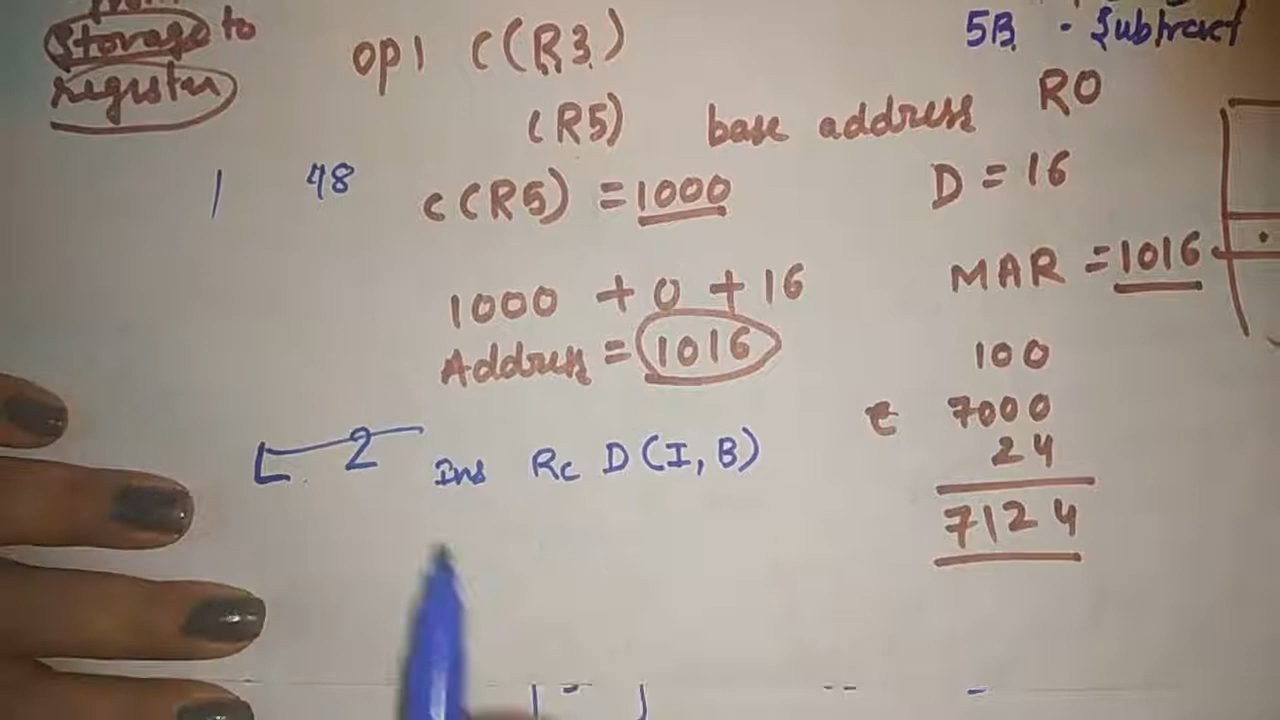 Storage to
register
op1 C(R3)
5B - Subtract
(R5) base address R0
1 48 C(R5) = 1000
D = 16
1000 + 0 + 16
MAR = 1016
Address = 1016
100
7000
24
7124
L 2 Ins Rc D(I, B)